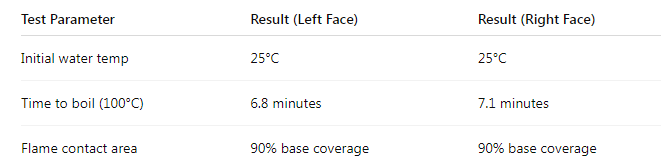 Test Parameter Result (Left Face) Result (Right Face)
Initial water temp 25°C 25°C
Time to boil (100°C) 6.8 minutes 7.1 minutes
Flame contact area 90% base coverage 90% base coverage